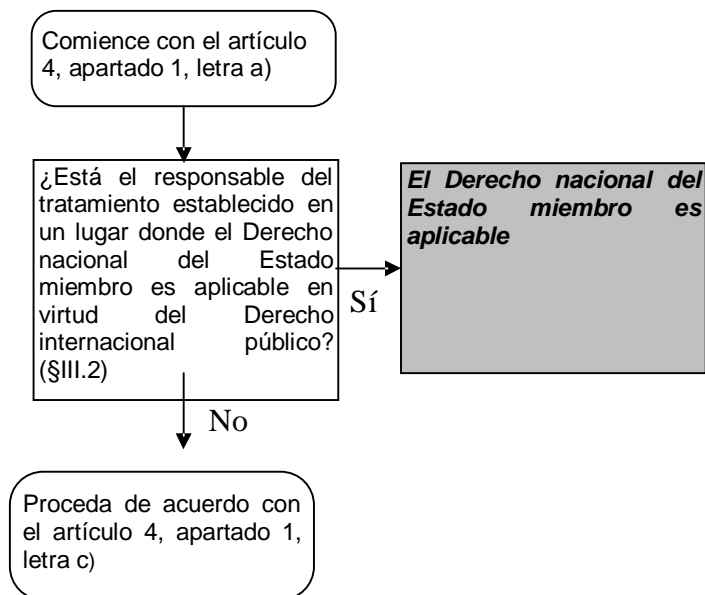 Comience con el artículo
4, apartado 1, letra a)
¿Está el responsable del
tratamiento establecido en
un lugar donde el Derecho
nacional del Estado
miembro es aplicable en
virtud del Derecho
internacional público?
(§III.2)
Sí
El Derecho nacional del
Estado miembro es
aplicable
No
Proceda de acuerdo con
el artículo 4, apartado 1,
letra c)